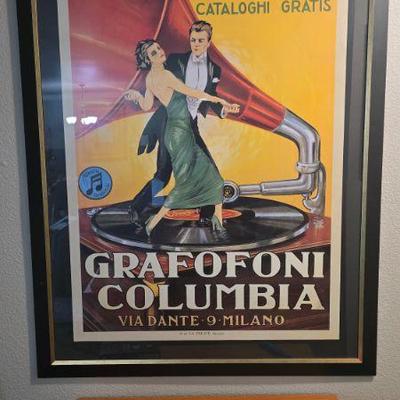 CATALOGHI GRATIS
GRAFOFONI
COLUMBIA
VIA DANTE·9·MILANO